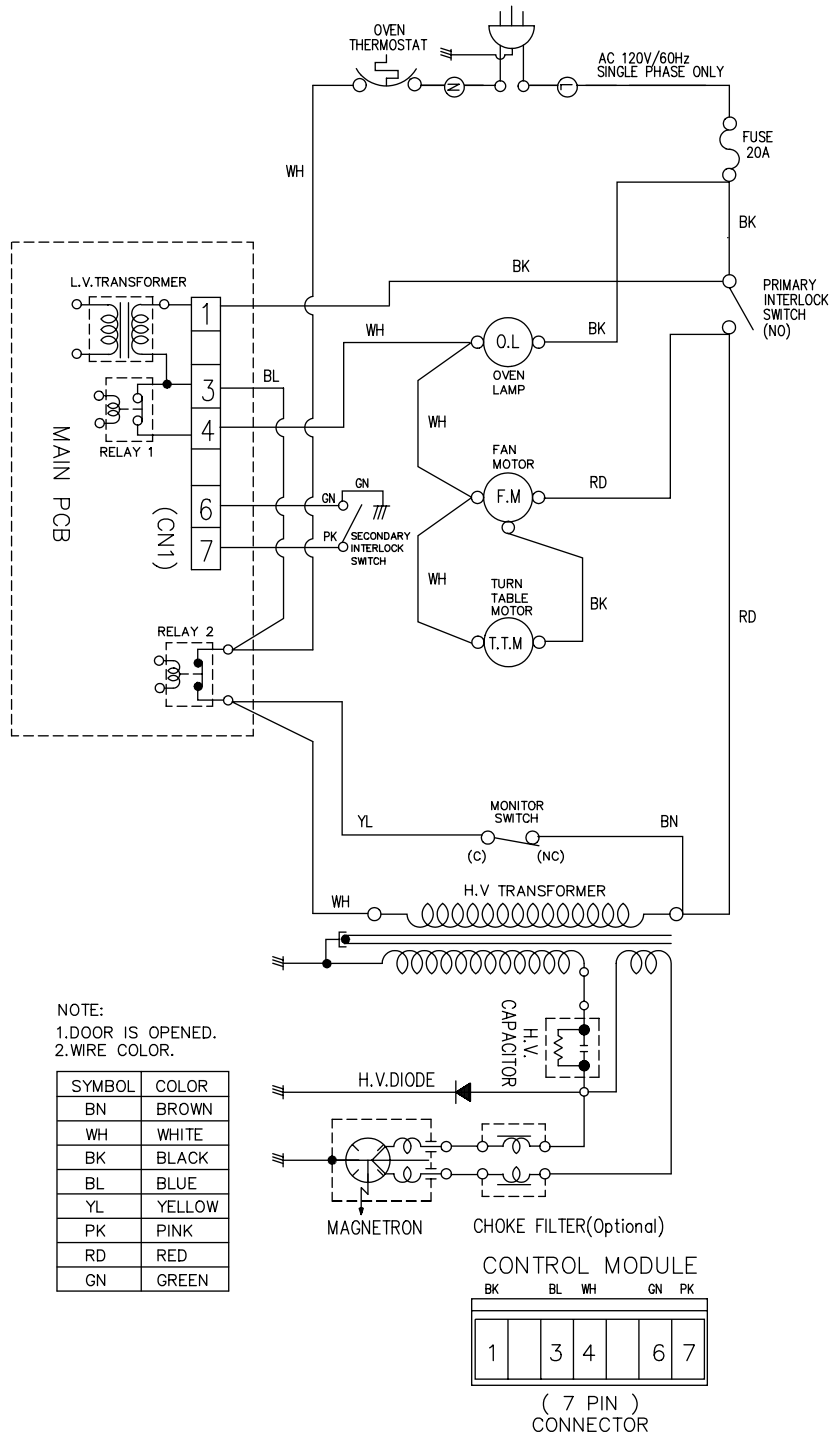 OVEN
THERMOSTAT
AC 120V/60Hz
SINGLE PHASE ONLY
N
L
FUSE
20A
WH
BK
BK
PRIMARY
INTERLOCK
SWITCH
(NO)
L.V.TRANSFORMER
1
WH
O.L
BK
OVEN
LAMP
BL
3
4
RELAY 1
WH
MAIN PCB
(CN1)
FAN
MOTOR
F.M
RD
GN
GN
6
PK
7
SECONDARY
INTERLOCK
SWITCH
WH
TURN
TABLE
MOTOR
BK
T.T.M
RD
RELAY 2
YL
MONITOR
SWITCH
BN
(C)
(NC)
WH
H.V TRANSFORMER
H.V.
CAPACITOR
H.V.DIODE
MAGNETRON
CHOKE FILTER(Optional)
NOTE:
1.DOOR IS OPENED.
2.WIRE COLOR.
SYMBOL COLOR
BN BROWN
WH WHITE
BK BLACK
BL BLUE
YL YELLOW
PK PINK
RD RED
GN GREEN
CONTROL MODULE
BK BL WH GN PK
1 3 4 6 7
( 7 PIN )
CONNECTOR